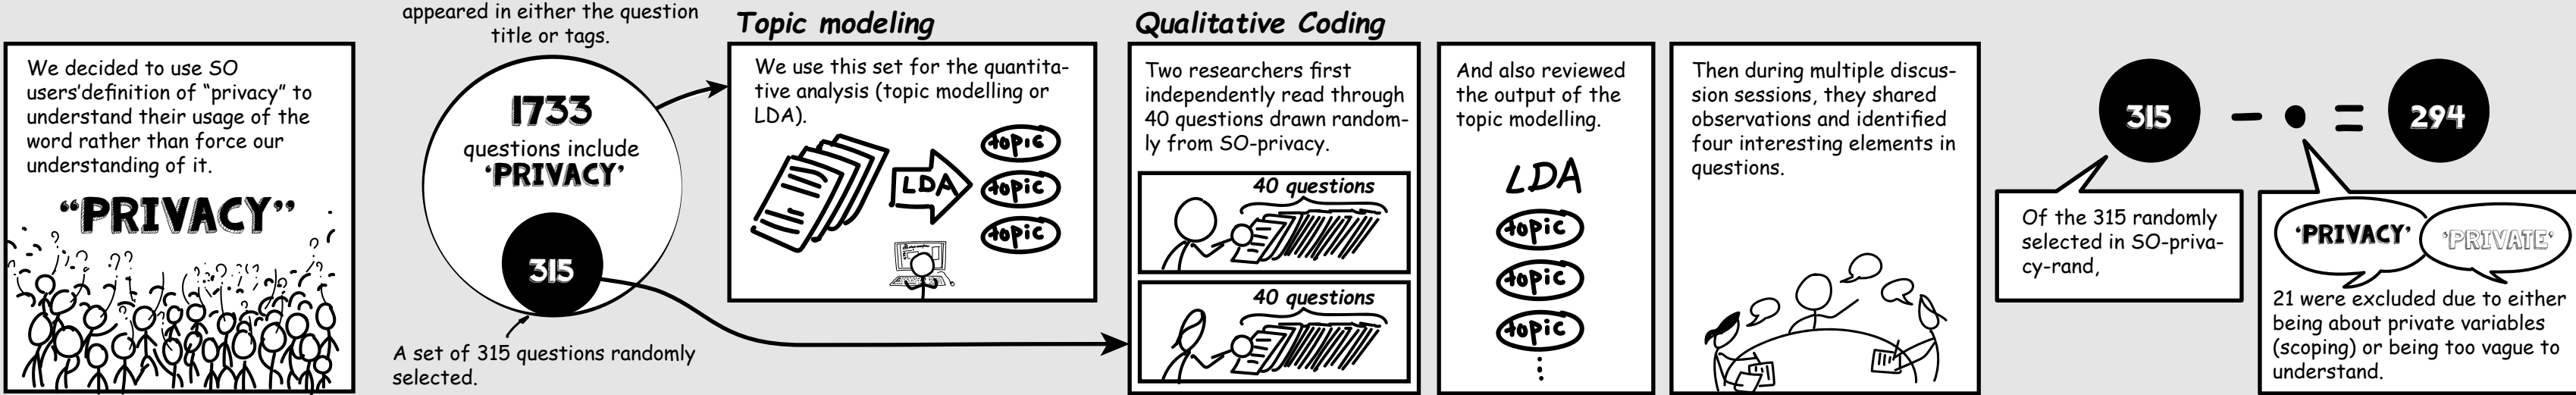 We decided to use SO
users'definition of “privacy” to
understand their usage of the
word rather than force our
understanding of it.
“PRIVACY”
appeared in either the question
title or tags.
1733
questions include
‘PRIVACY’
315
A set of 315 questions randomly
selected.
Topic modeling
We use this set for the quantita-
tive analysis (topic modelling or
LDA).
LDA
topic
topic
topic
Qualitative Coding
Two researchers first
independently read through
40 questions drawn random-
ly from SO-privacy.
40 questions
40 questions
And also reviewed
the output of the
topic modelling.
LDA
topic
topic
topic
Then during multiple discus-
sion sessions, they shared
observations and identified
four interesting elements in
questions.
315 - • = 294
Of the 315 randomly
selected in SO-priva-
cy-rand,
‘PRIVACY’ ‘PRIVATE’
21 were excluded due to either
being about private variables
(scoping) or being too vague to
understand.